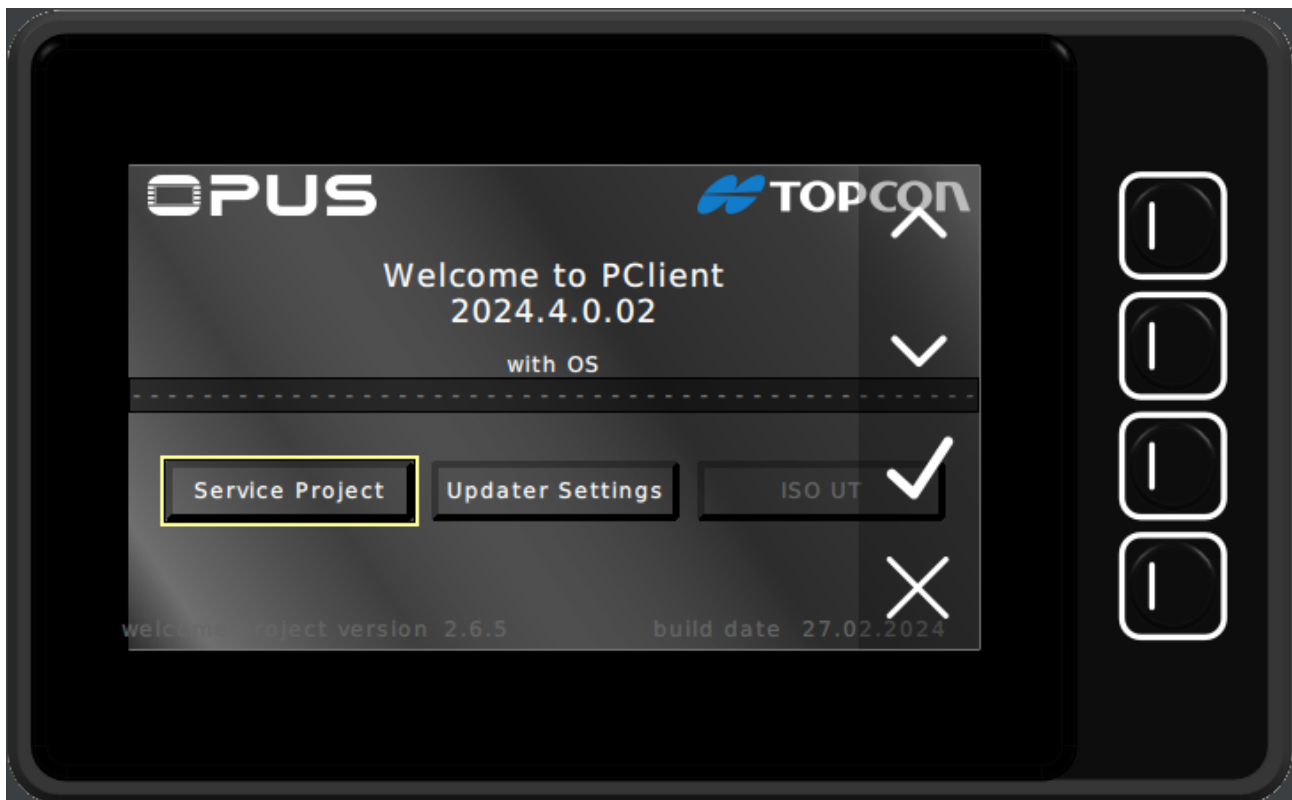 OPUS
TOPCON
Welcome to PClient
2024.4.0.02
with OS
Service Project
Updater Settings
ISO UT
welcome project version 2.6.5
build date 27.02.2024